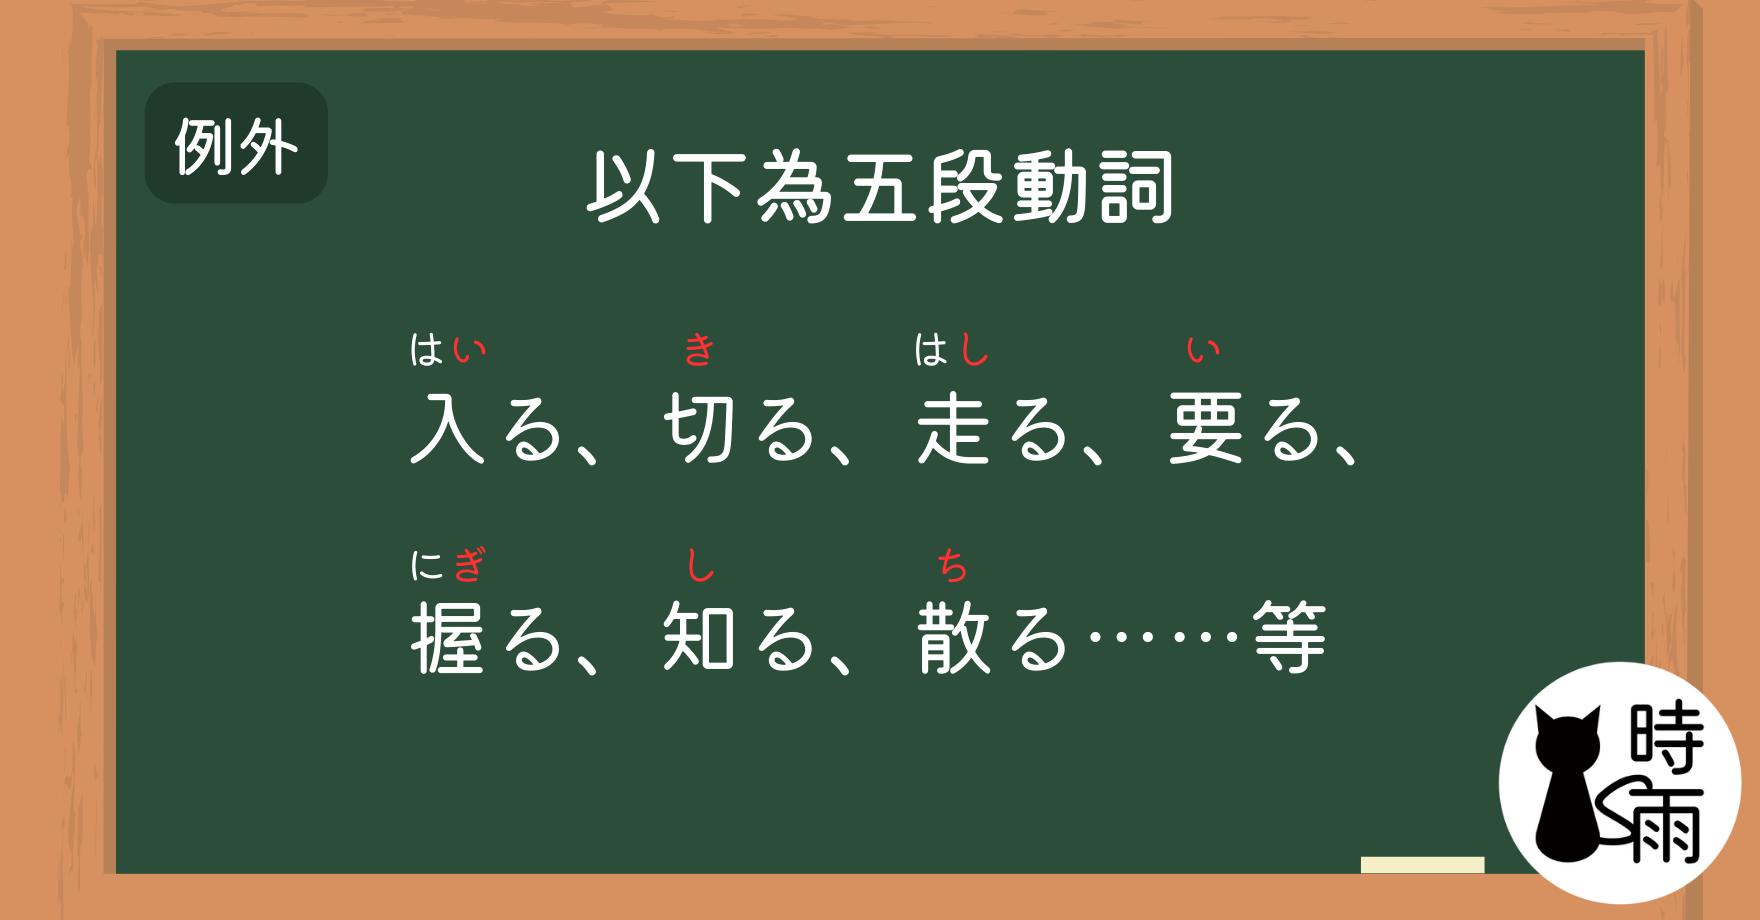 例外
以下為五段動詞
はい き はし い
入る、切る、走る、要る、
にぎ し ち
握る、知る、散る……等
時雨